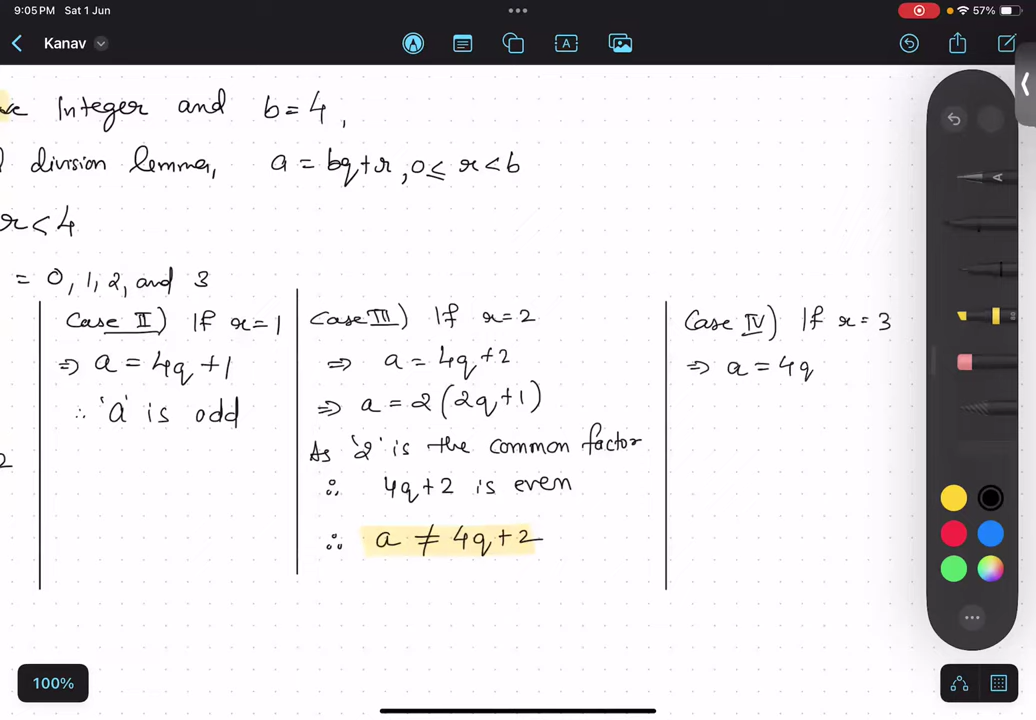 9:05 PM Sat 1 Jun
57%
Kanav
ve Integer and b = 4,
division lemma, a = bq + r, 0 ≤ r < b
r < 4
= 0, 1, 2, and 3
Case II) If r = 1
⇒ a = 4q + 1
∴ 'a' is odd
2
Case III) If r = 2
⇒ a = 4q + 2
⇒ a = 2 (2q + 1)
As '2' is the common factor
∴ 4q + 2 is even
∴ a ≠ 4q + 2
Case IV) If r = 3
⇒ a = 4q
100%